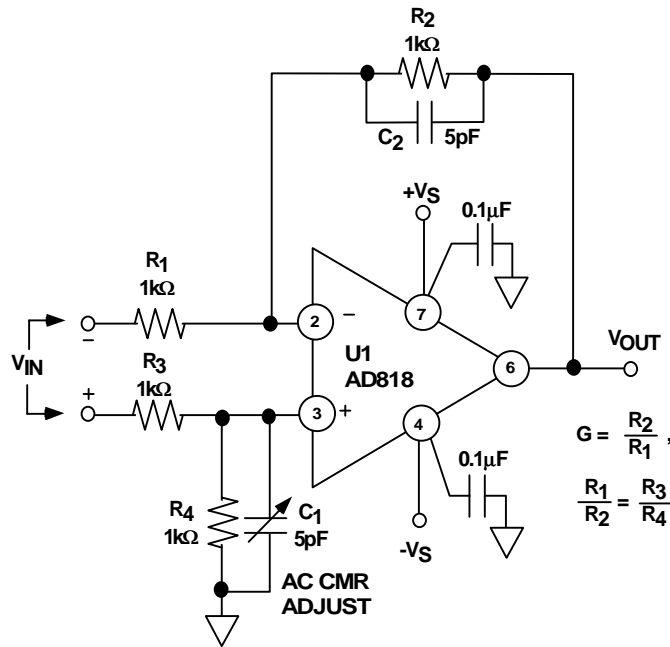 R2
1kΩ
C2 5pF
+VS
0.1µF
R1
1kΩ
2
−
7
VIN
−
U1
AD818
6
VOUT
R3
1kΩ
+
3
+
4
G = R2/R1 ,
R1/R2 = R3/R4
0.1µF
R4
1kΩ
C1
5pF
-VS
AC CMR
ADJUST